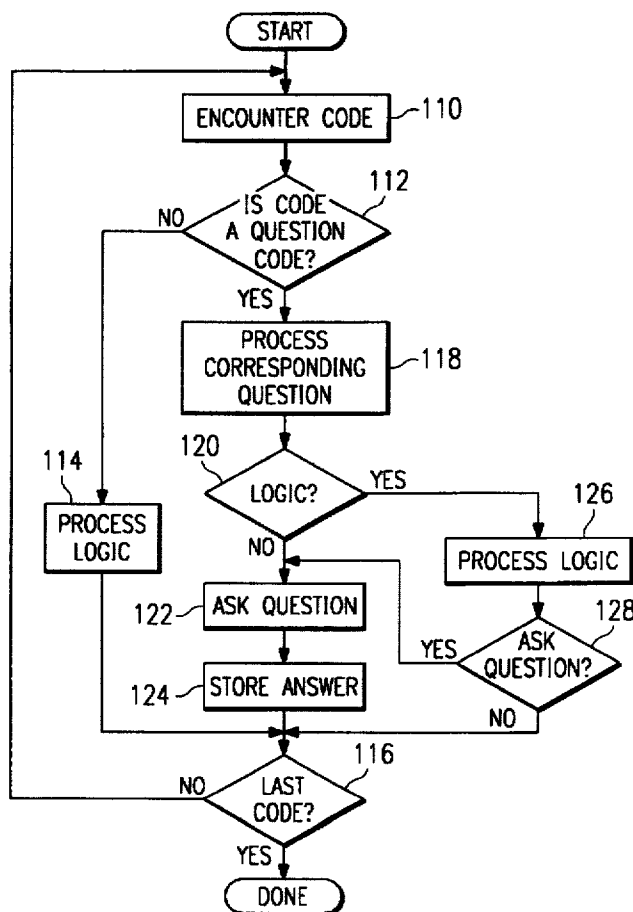 START
ENCOUNTER CODE
110
112
IS CODE
A QUESTION
CODE?
NO
YES
PROCESS
CORRESPONDING
QUESTION
118
120
LOGIC?
YES
NO
114
PROCESS
LOGIC
126
PROCESS LOGIC
122
ASK QUESTION
128
ASK
QUESTION?
YES
NO
124
STORE ANSWER
116
LAST
CODE?
NO
YES
DONE